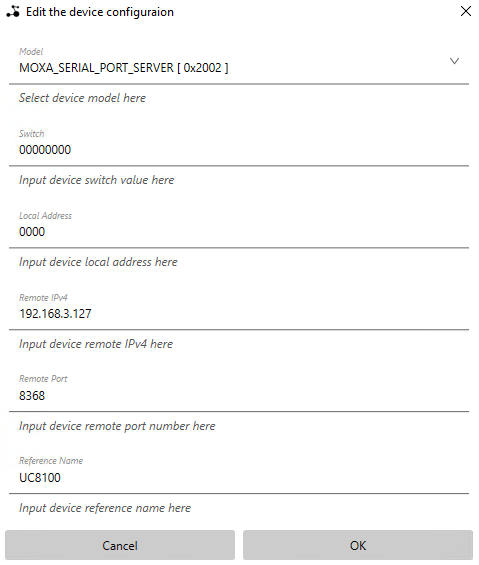 Edit the device configuraion
Model
MOXA_SERIAL_PORT_SERVER [ 0x2002 ]
Select device model here
Switch
00000000
Input device switch value here
Local Address
0000
Input device local address here
Remote IPv4
192.168.3.127
Input device remote IPv4 here
Remote Port
8368
Input device remote port number here
Reference Name
UC8100
Input device reference name here
Cancel
OK